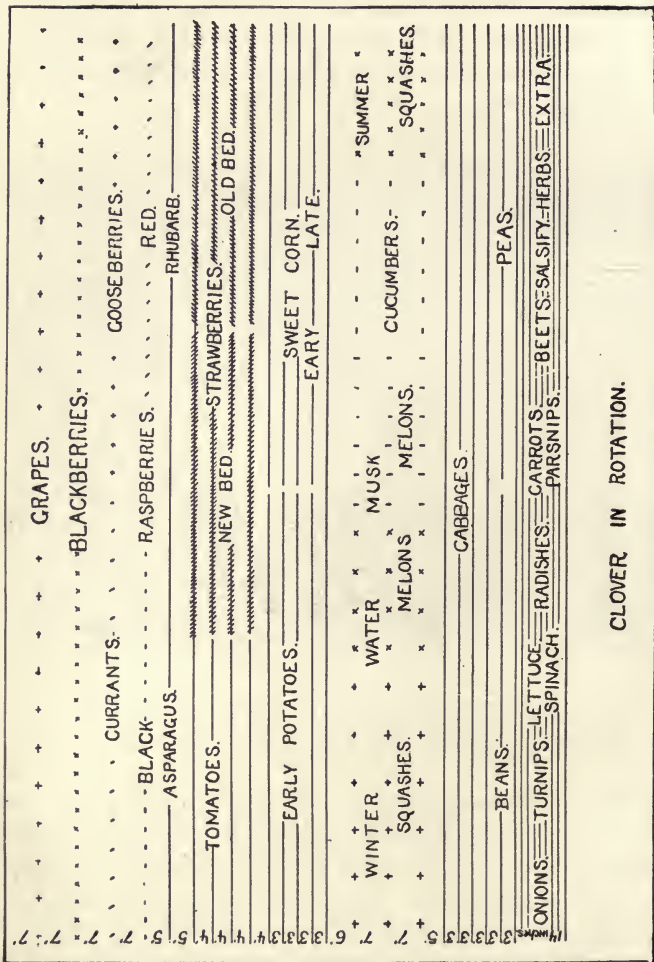 GRAPES.
BLACKBERRIES.
CURRANTS. GOOSEBERRIES.
BLACK RASPBERRIES. RED.
ASPARAGUS. RHUBARB.
TOMATOES. STRAWBERRIES.
NEW BED. OLD BED.
EARLY POTATOES. SWEET CORN.
EARY LATE.
WINTER WATER MUSK SUMMER
SQUASHES. MELONS MELONS. CUCUMBERS. SQUASHES.
CABBAGES.
BEANS. PEAS.
ONIONS. TURNIPS. LETTUCE RADISHES. CARROTS BEETS. SALSIFY. HERBS. EXTRA.
SPINACH. PARSNIPS.
14 INCHES
CLOVER IN ROTATION.